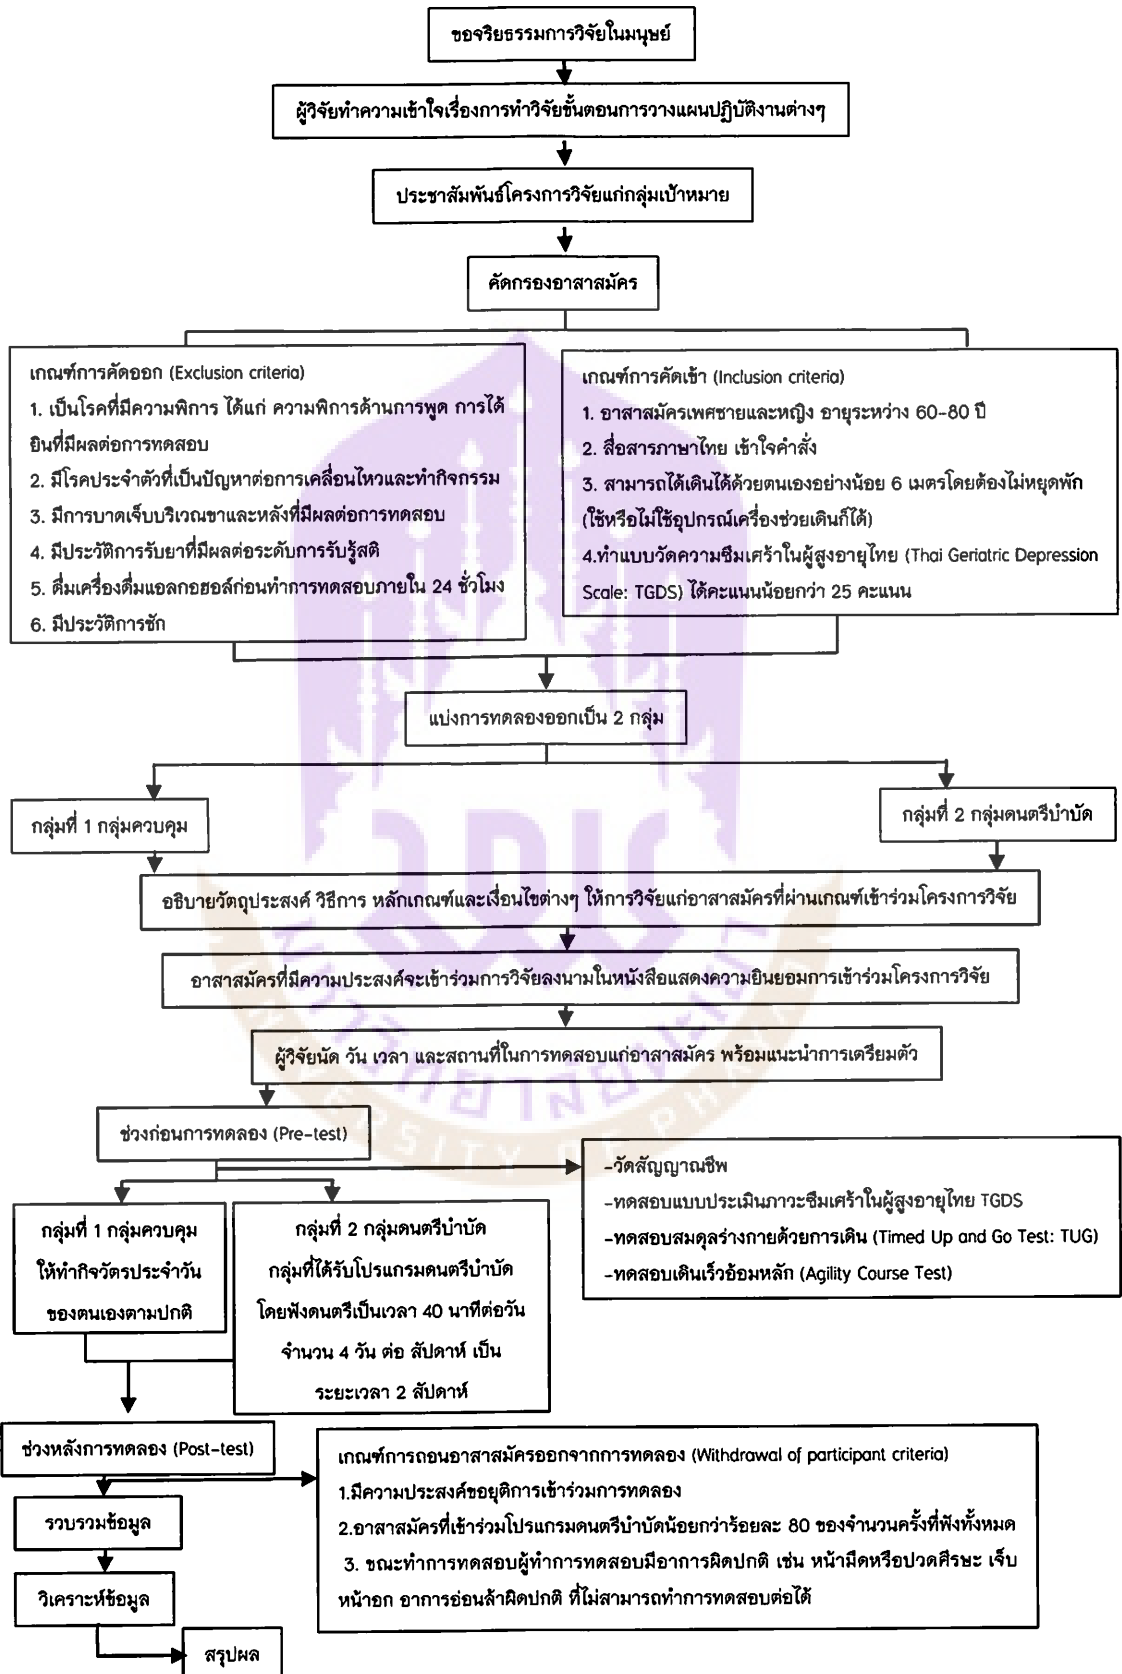 ขอจริยธรรมการวิจัยในมนุษย์
ผู้วิจัยทำความเข้าใจเรื่องการทำวิจัยขั้นตอนการวางแผนปฏิบัติงานต่างๆ
ประชาสัมพันธ์โครงการวิจัยแก่กลุ่มเป้าหมาย
คัดกรองอาสาสมัคร
เกณฑ์การคัดออก (Exclusion criteria)
1. เป็นโรคที่มีความพิการ ได้แก่ ความพิการด้านการพูด การได้
ยินที่มีผลต่อการทดสอบ
2. มีโรคประจำตัวที่เป็นปัญหาต่อการเคลื่อนไหวและทำกิจกรรม
3. มีการบาดเจ็บบริเวณขาและหลังที่มีผลต่อการทดสอบ
4. มีประวัติการรับยาที่มีผลต่อระดับการรับรู้สติ
5. ดื่มเครื่องดื่มแอลกอฮอล์ก่อนทำการทดสอบภายใน 24 ชั่วโมง
6. มีประวัติการชัก
เกณฑ์การคัดเข้า (Inclusion criteria)
1. อาสาสมัครเพศชายและหญิง อายุระหว่าง 60-80 ปี
2. สื่อสารภาษาไทย เข้าใจคำสั่ง
3. สามารถได้เดินได้ด้วยตนเองอย่างน้อย 6 เมตรโดยต้องไม่หยุดพัก
(ใช้หรือไม่ใช้อุปกรณ์เครื่องช่วยเดินก็ได้)
4.ทำแบบวัดความซึมเศร้าในผู้สูงอายุไทย (Thai Geriatric Depression
Scale: TGDS) ได้คะแนนน้อยกว่า 25 คะแนน
แบ่งการทดลองออกเป็น 2 กลุ่ม
กลุ่มที่ 1 กลุ่มควบคุม
กลุ่มที่ 2 กลุ่มดนตรีบำบัด
อธิบายวัตถุประสงค์ วิธีการ หลักเกณฑ์และเงื่อนไขต่างๆ ให้การวิจัยแก่อาสาสมัครที่ผ่านเกณฑ์เข้าร่วมโครงการวิจัย
อาสาสมัครที่มีความประสงค์จะเข้าร่วมการวิจัยลงนามในหนังสือแสดงความยินยอมการเข้าร่วมโครงการวิจัย
ผู้วิจัยนัด วัน เวลา และสถานที่ในการทดสอบแก่อาสาสมัคร พร้อมแนะนำการเตรียมตัว
มหาวิทยาลัยพะเยา
UNIVERSITY OF PHAYAO
ช่วงก่อนการทดลอง (Pre-test)
-วัดสัญญาณชีพ
-ทดสอบแบบประเมินภาวะซึมเศร้าในผู้สูงอายุไทย TGDS
-ทดสอบสมดุลร่างกายด้วยการเดิน (Timed Up and Go Test: TUG)
-ทดสอบเดินเร็วอ้อมหลัก (Agility Course Test)
กลุ่มที่ 1 กลุ่มควบคุม
ให้ทำกิจวัตรประจำวัน
ของตนเองตามปกติ
กลุ่มที่ 2 กลุ่มดนตรีบำบัด
กลุ่มที่ได้รับโปรแกรมดนตรีบำบัด
โดยฟังดนตรีเป็นเวลา 40 นาทีต่อวัน
จำนวน 4 วัน ต่อ สัปดาห์ เป็น
ระยะเวลา 2 สัปดาห์
ช่วงหลังการทดลอง (Post-test)
เกณฑ์การถอนอาสาสมัครออกจากการทดลอง (Withdrawal of participant criteria)
1.มีความประสงค์ขอยุติการเข้าร่วมการทดลอง
2.อาสาสมัครที่เข้าร่วมโปรแกรมดนตรีบำบัดน้อยกว่าร้อยละ 80 ของจำนวนครั้งที่ฟังทั้งหมด
3. ขณะทำการทดสอบผู้ทำการทดสอบมีอาการผิดปกติ เช่น หน้ามืดหรือปวดศีรษะ เจ็บ
หน้าอก อาการอ่อนล้าผิดปกติ ที่ไม่สามารถทำการทดสอบต่อได้
รวบรวมข้อมูล
วิเคราะห์ข้อมูล
สรุปผล